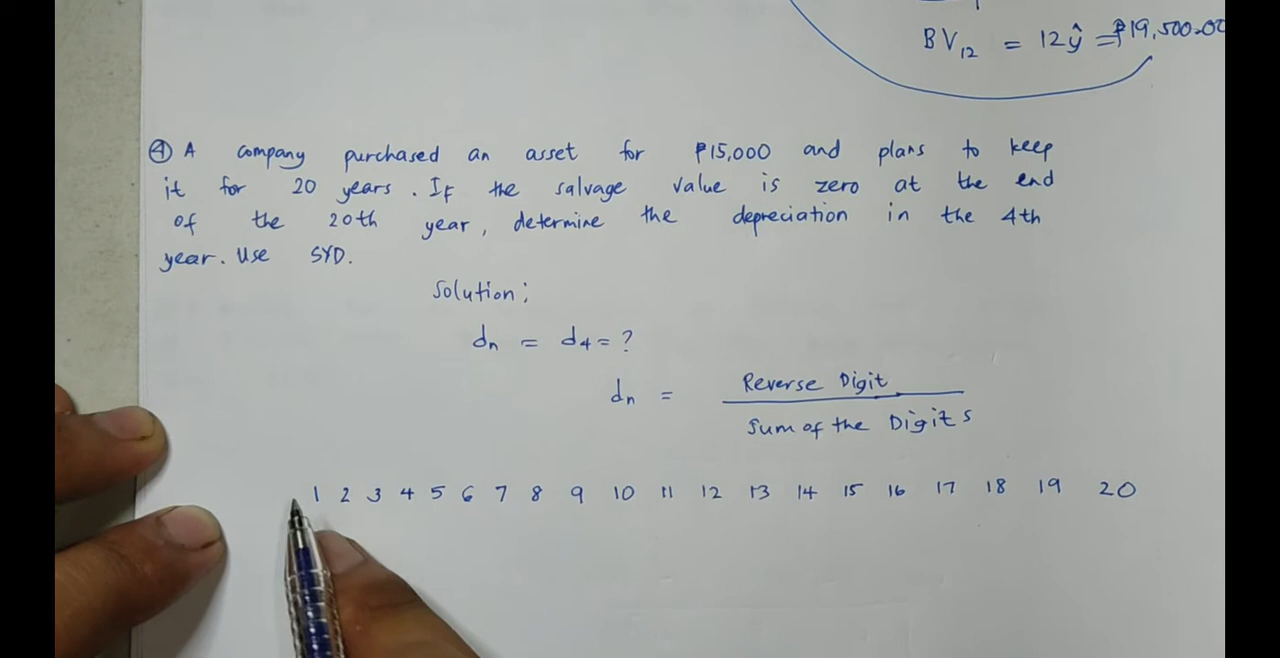 BV12 = 12ŷ = ₱19,500.00
④ A company purchased an asset for ₱15,000 and plans to keep
it for 20 years. If the salvage value is zero at the end
of the 20th year, determine the depreciation in the 4th
year. Use SYD.
Solution;
dn = d4 = ?
dn = Reverse Digit
Sum of the Digits
1 2 3 4 5 6 7 8 9 10 11 12 13 14 15 16 17 18 19 20